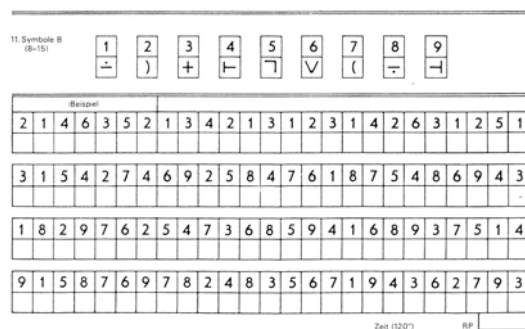 11. Symbole B
(8–15)
1 2 3 4 5 6 7 8 9
∸ ) + ⊢ ¬ ∨ ( ÷ ⊣
Beispiel
2 1 4 6 3 5 2 1 3 4 2 1 3 1 2 3 1 4 2 6 3 1 2 5 1
3 1 5 4 2 7 4 6 9 2 5 8 4 7 6 1 8 7 5 4 8 6 9 4 3
1 8 2 9 7 6 2 5 4 7 3 6 8 5 9 4 1 6 8 9 3 7 5 1 4
9 1 5 8 7 6 9 7 8 2 4 8 3 5 6 7 1 9 4 3 6 2 7 9 3
Zeit (120") RP